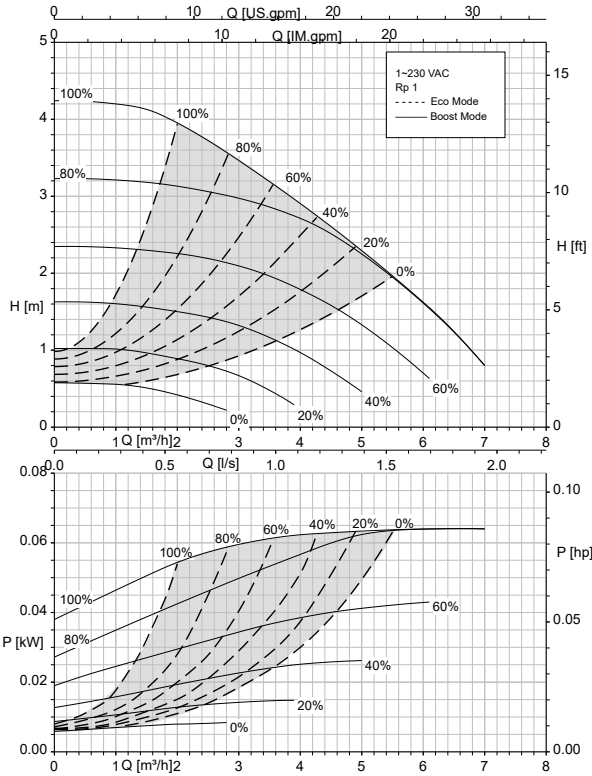 0 10 20 30
Q [US.gpm]
0 10 20
Q [IM.gpm]
5
4
3
2
H [m]
1
0
15
10
H [ft]
5
0
1~230 VAC
Rp 1
Eco Mode
Boost Mode
100%
100%
80%
80%
60%
40%
20%
0%
60%
40%
20%
0%
0 1 Q [m³/h] 2 3 4 5 6 7 8
0.0 0.5 Q [l/s] 1.0 1.5 2.0
0.08
0.06
0.04
P [kW]
0.02
0.00
0.10
P [hp]
0.05
0.00
100%
80%
60%
40%
20%
0%
100%
80%
60%
40%
20%
0%
0 1 Q [m³/h] 2 3 4 5 6 7 8